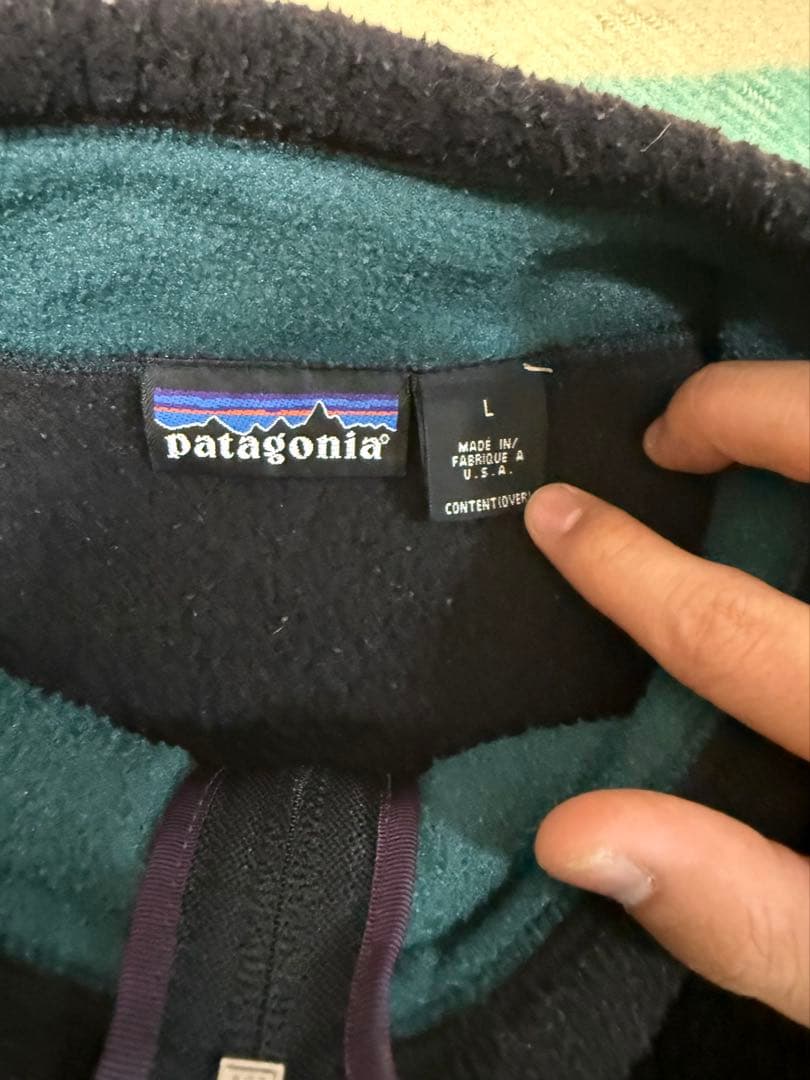 patagonia®
L
MADE IN/
FABRIQUE A
U.S.A.
CONTENT(OVER)